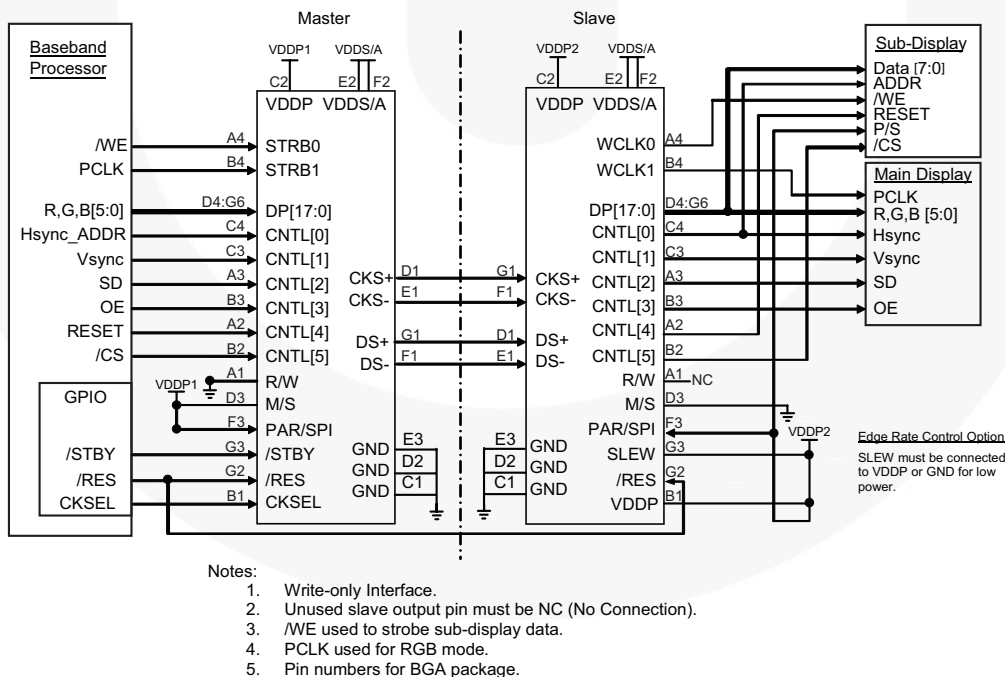 Master
Slave
Baseband
Processor
/WE
PCLK
R,G,B[5:0]
Hsync_ADDR
Vsync
SD
OE
RESET
/CS
GPIO
/STBY
/RES
CKSEL
VDDP1
VDDP1
VDDS/A
C2
E2
F2
VDDP
VDDS/A
A4
STRB0
B4
STRB1
D4:G6
DP[17:0]
C4
CNTL[0]
C3
CNTL[1]
A3
CNTL[2]
B3
CNTL[3]
A2
CNTL[4]
B2
CNTL[5]
A1
R/W
D3
M/S
F3
PAR/SPI
G3
/STBY
G2
/RES
B1
CKSEL
CKS+
D1
CKS-
E1
DS+
G1
DS-
F1
GND
E3
GND
D2
GND
C1
VDDP2
VDDS/A
C2
E2
F2
VDDP
VDDS/A
G1
CKS+
F1
CKS-
D1
DS+
E1
DS-
E3
GND
D2
GND
C1
GND
WCLK0
A4
WCLK1
B4
DP[17:0]
D4:G6
CNTL[0]
C4
CNTL[1]
C3
CNTL[2]
A3
CNTL[3]
B3
CNTL[4]
A2
CNTL[5]
B2
R/W
A1
NC
M/S
D3
PAR/SPI
F3
SLEW
G3
/RES
G2
VDDP
B1
VDDP2
Sub-Display
Data [7:0]
ADDR
/WE
RESET
P/S
/CS
Main Display
PCLK
R,G,B [5:0]
Hsync
Vsync
SD
OE
Edge Rate Control Option
SLEW must be connected
to VDDP or GND for low
power.
Notes:
1. Write-only Interface.
2. Unused slave output pin must be NC (No Connection).
3. /WE used to strobe sub-display data.
4. PCLK used for RGB mode.
5. Pin numbers for BGA package.